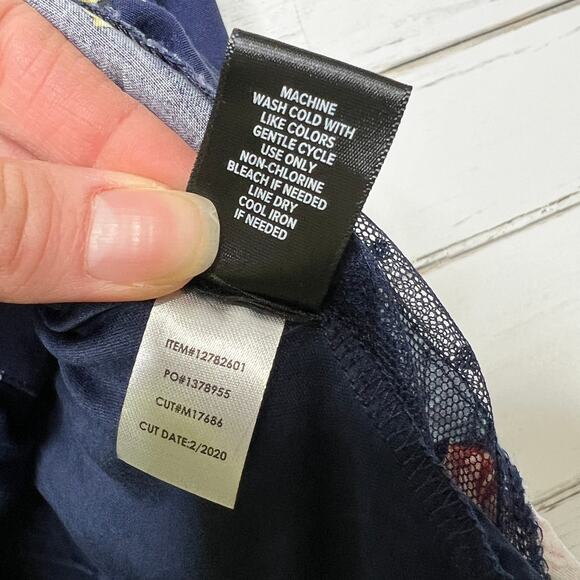 MACHINE
WASH COLD WITH
LIKE COLORS
GENTLE CYCLE
USE ONLY
NON-CHLORINE
BLEACH IF NEEDED
LINE DRY
COOL IRON
IF NEEDED
ITEM#12782601
PO#1378955
CUT#M17686
CUT DATE:2/2020